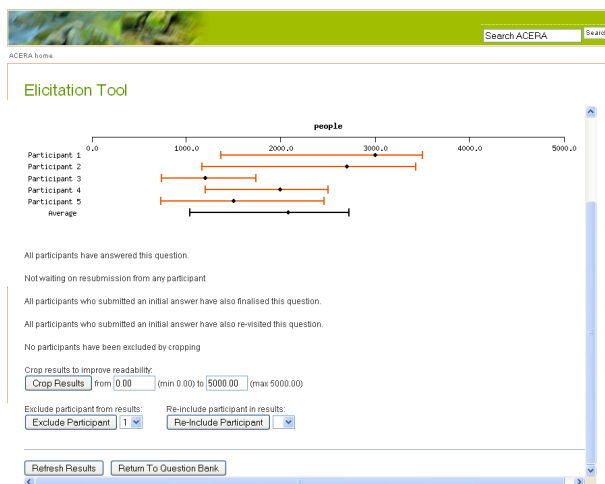 Search ACERA
Search
ACERA home
Elicitation Tool
people
0.0 1000.0 2000.0 3000.0 4000.0 5000.0
Participant 1
Participant 2
Participant 3
Participant 4
Participant 5
Average
All participants have answered this question.
Not waiting on resubmission from any participant
All participants who submitted an initial answer have also finalised this question.
All participants who submitted an initial answer have also re-visited this question.
No participants have been excluded by cropping
Crop results to improve readability:
Crop Results from 0.00 (min 0.00) to 5000.00 (max 5000.00)
Exclude participant from results: Re-include participant in results:
Exclude Participant 1 Re-Include Participant
Refresh Results Return To Question Bank